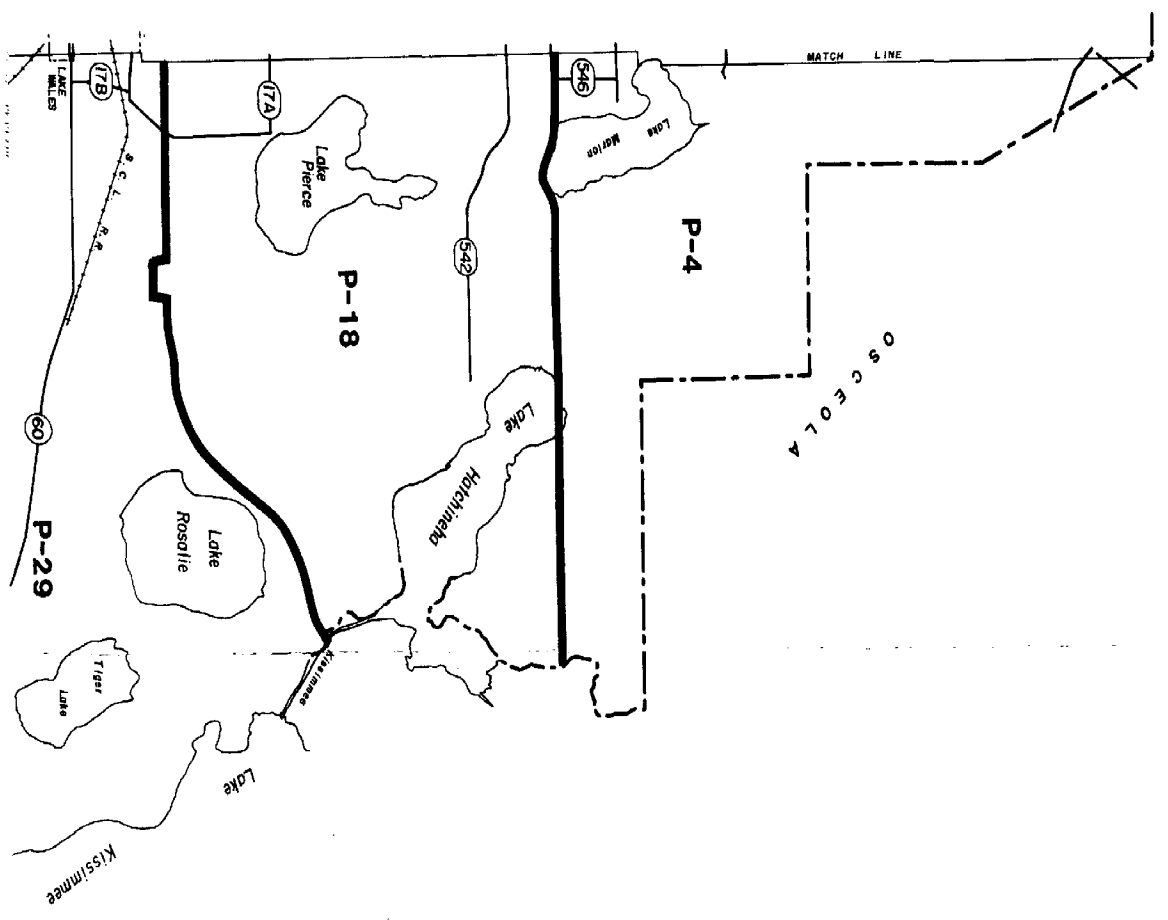 MATCH LINE
LAKE
WALES
17B
17A
546
Lake
Marion
Lake
Pierce
S. C. L. R. R.
542
P-4
P-18
OSCEOLA
Lake
Hatchineha
60
P-29
Lake
Rosalie
Tiger
Lake
Kissimmee
Lake
Kissimmee